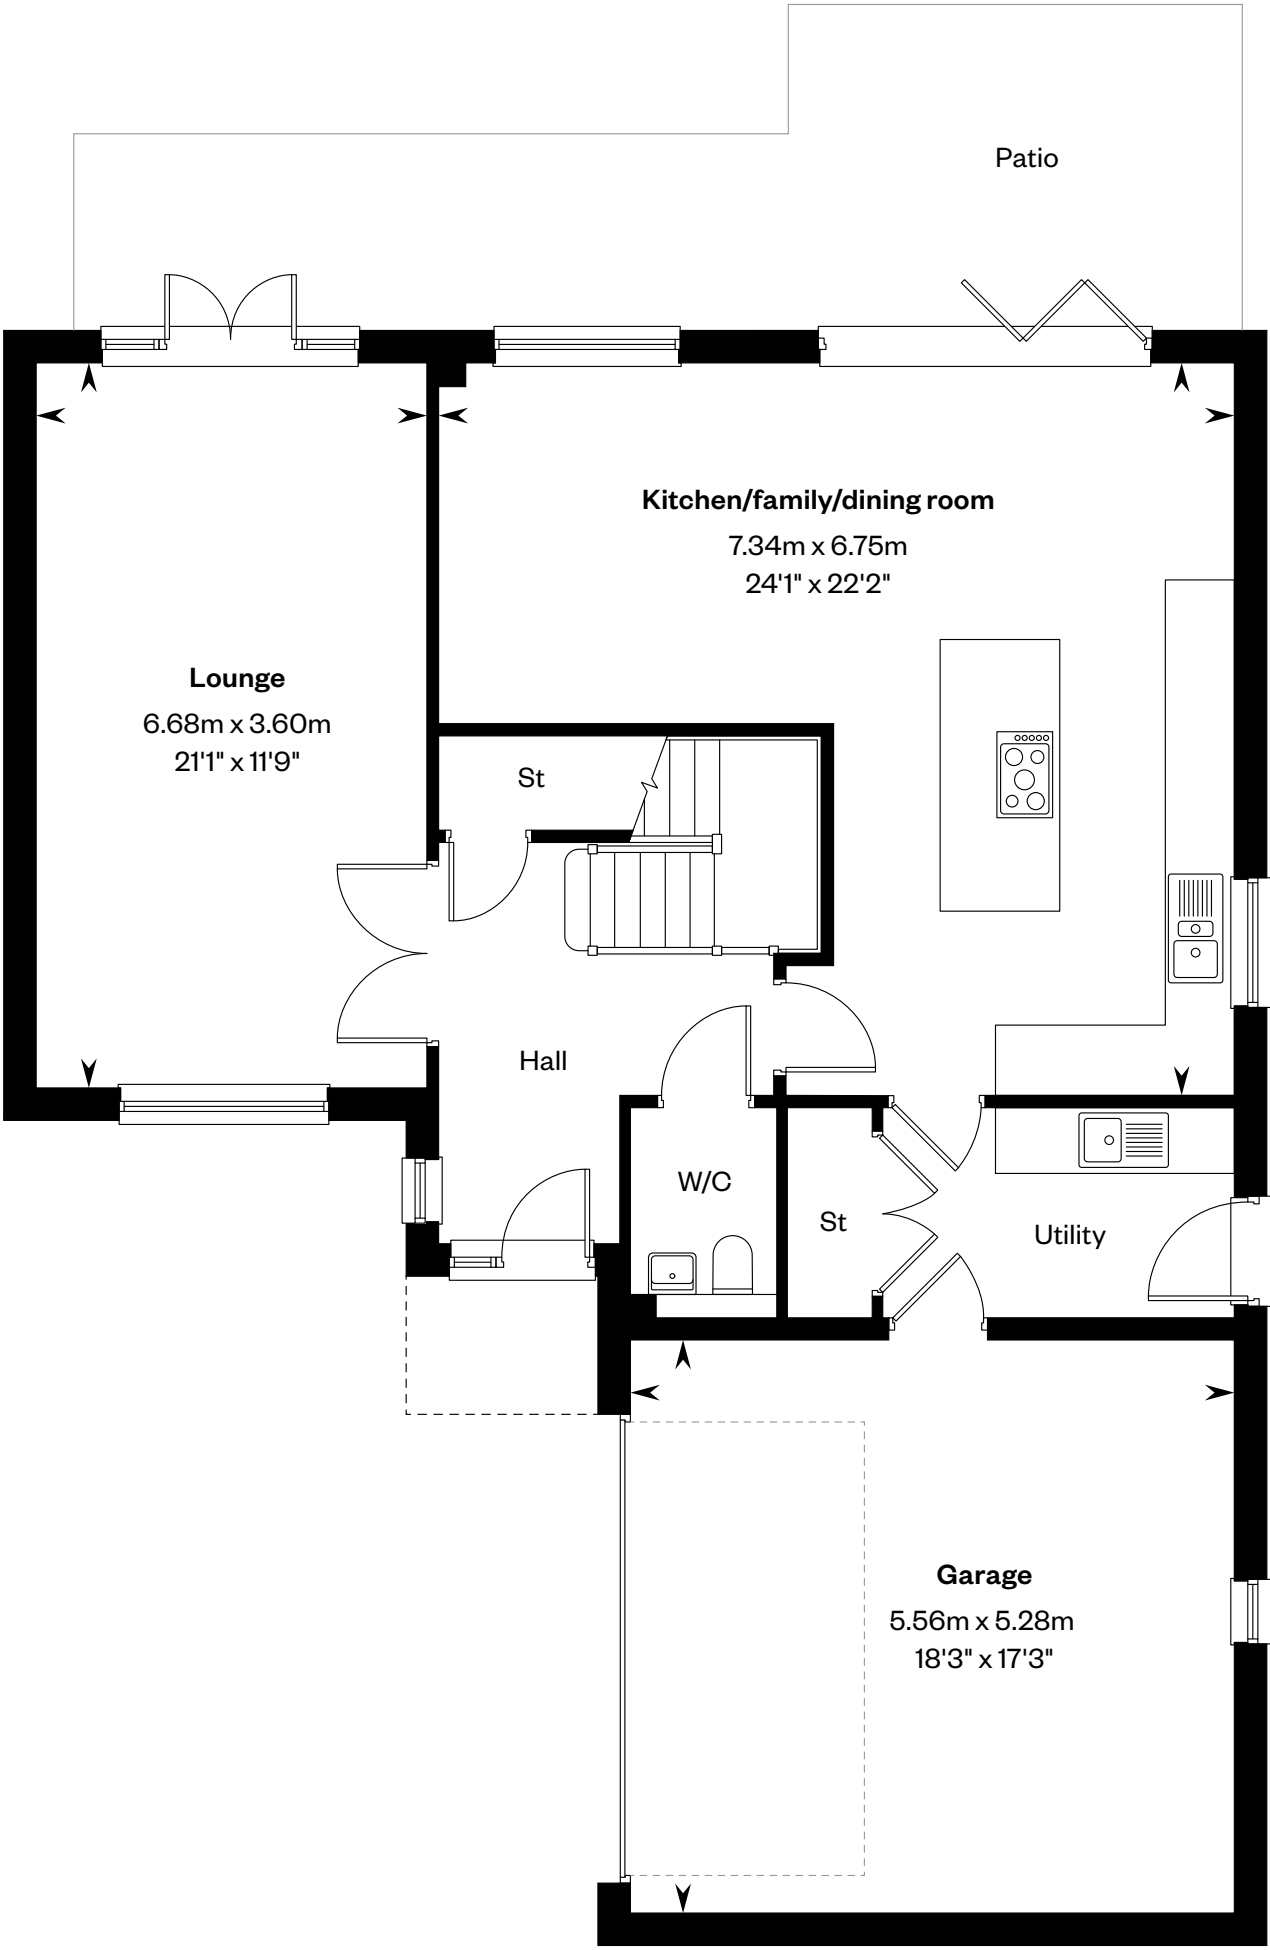 Patio
Kitchen/family/dining room
7.34m x 6.75m
24'1" x 22'2"
Lounge
6.68m x 3.60m
21'1" x 11'9"
St
Hall
W/C
St
Utility
Garage
5.56m x 5.28m
18'3" x 17'3"